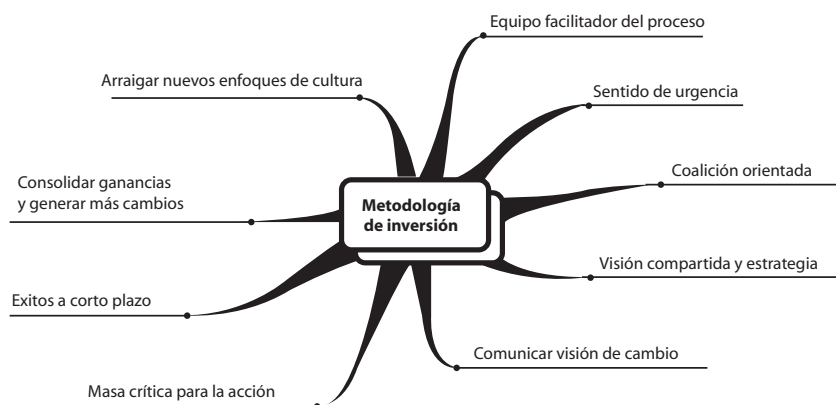 Equipo facilitador del proceso
Arraigar nuevos enfoques de cultura
Sentido de urgencia
Consolidar ganancias
y generar más cambios
Coalición orientada
Metodología
de inversión
Visión compartida y estrategia
Exitos a corto plazo
Comunicar visión de cambio
Masa crítica para la acción